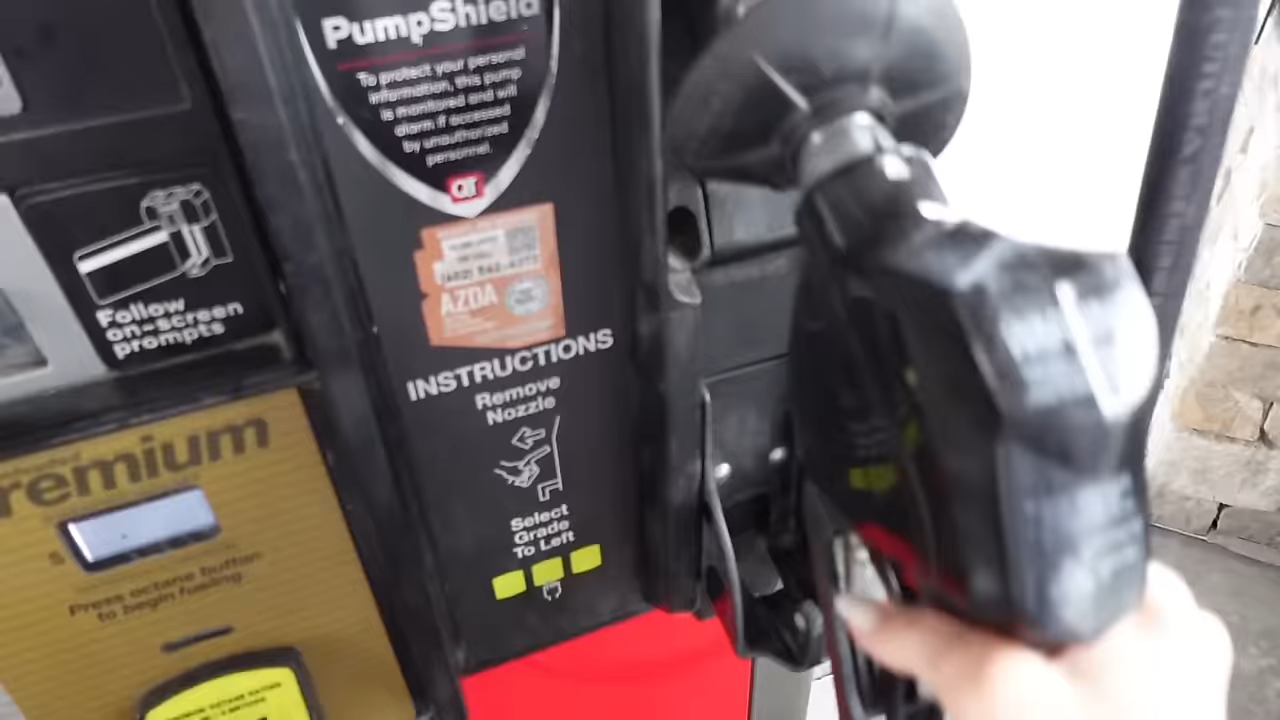 PumpShield
To protect your personal
information, this pump
is monitored and will
alarm if accessed
by unauthorized
personnel.
QT
AZDA
Follow
on-screen
prompts
INSTRUCTIONS
Remove
Nozzle
Select
Grade
To Left
remium
$
Press octane button
to begin fueling